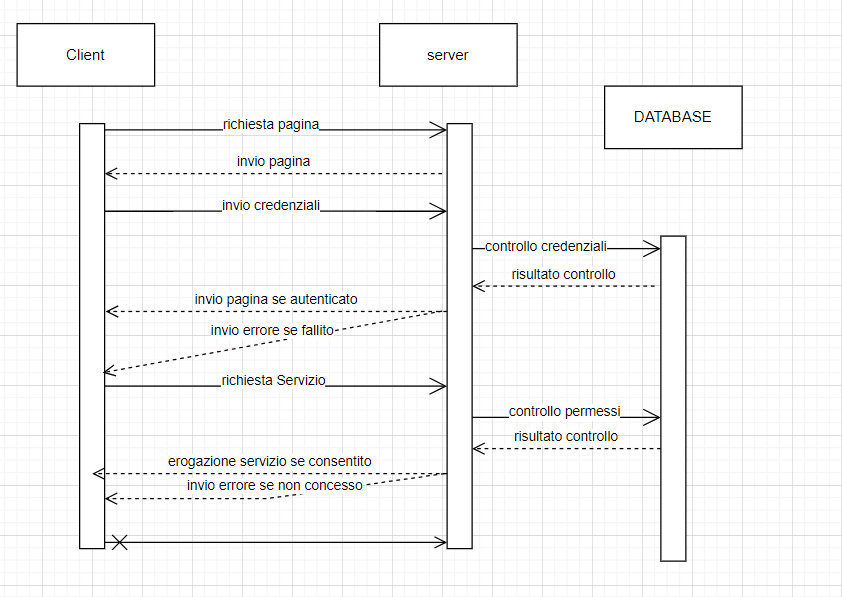 Client
server
DATABASE
richiesta pagina
invio pagina
invio credenziali
controllo credenziali
risultato controllo
invio pagina se autenticato
invio errore se fallito
richiesta Servizio
controllo permessi
risultato controllo
erogazione servizio se consentito
invio errore se non concesso